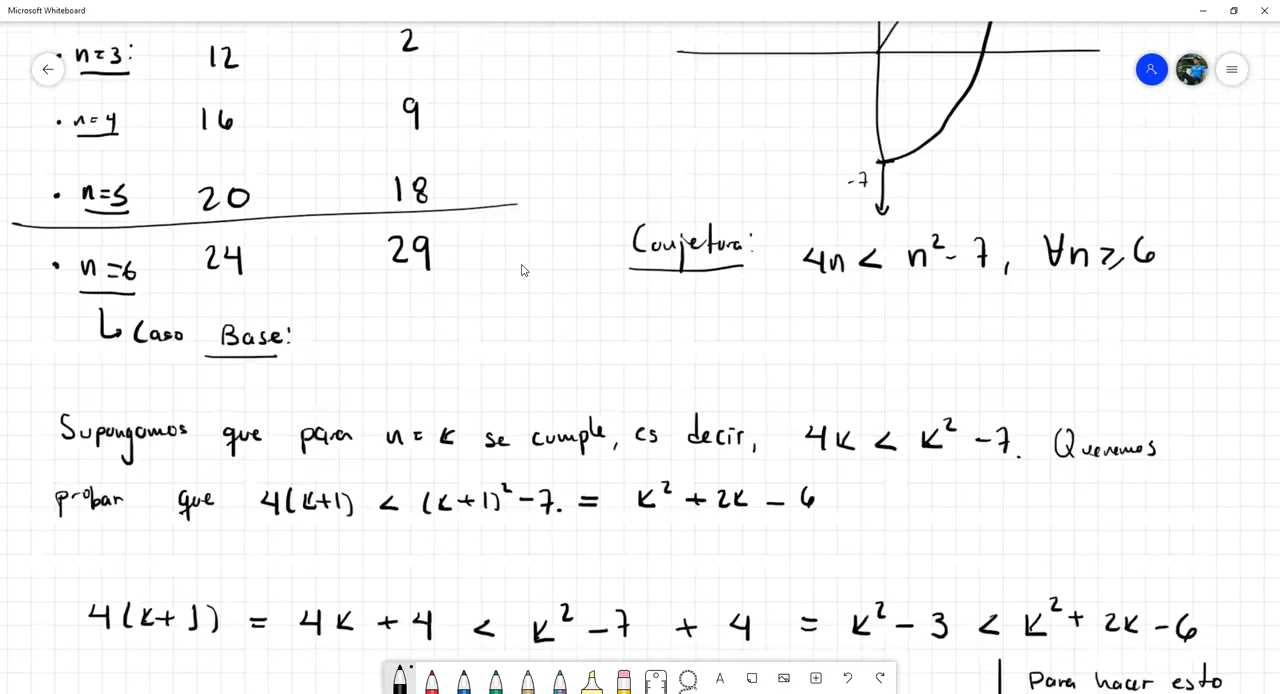 Microsoft Whiteboard
• n=3: 12 2
• n=4 16 9
• n=5 20 18
-7
• n=6 24 29
Conjetura: 4n < n² - 7, ∀n ≥ 6
↳ Caso Base:
Supongamos que para n = k se cumple, es decir, 4k < k² - 7. Queremos
probar que 4(k+1) < (k+1)² - 7. = k² + 2k - 6
4(k+1) = 4k + 4 < k² - 7 + 4 = k² - 3 < k² + 2k - 6
Para hacer esto
A